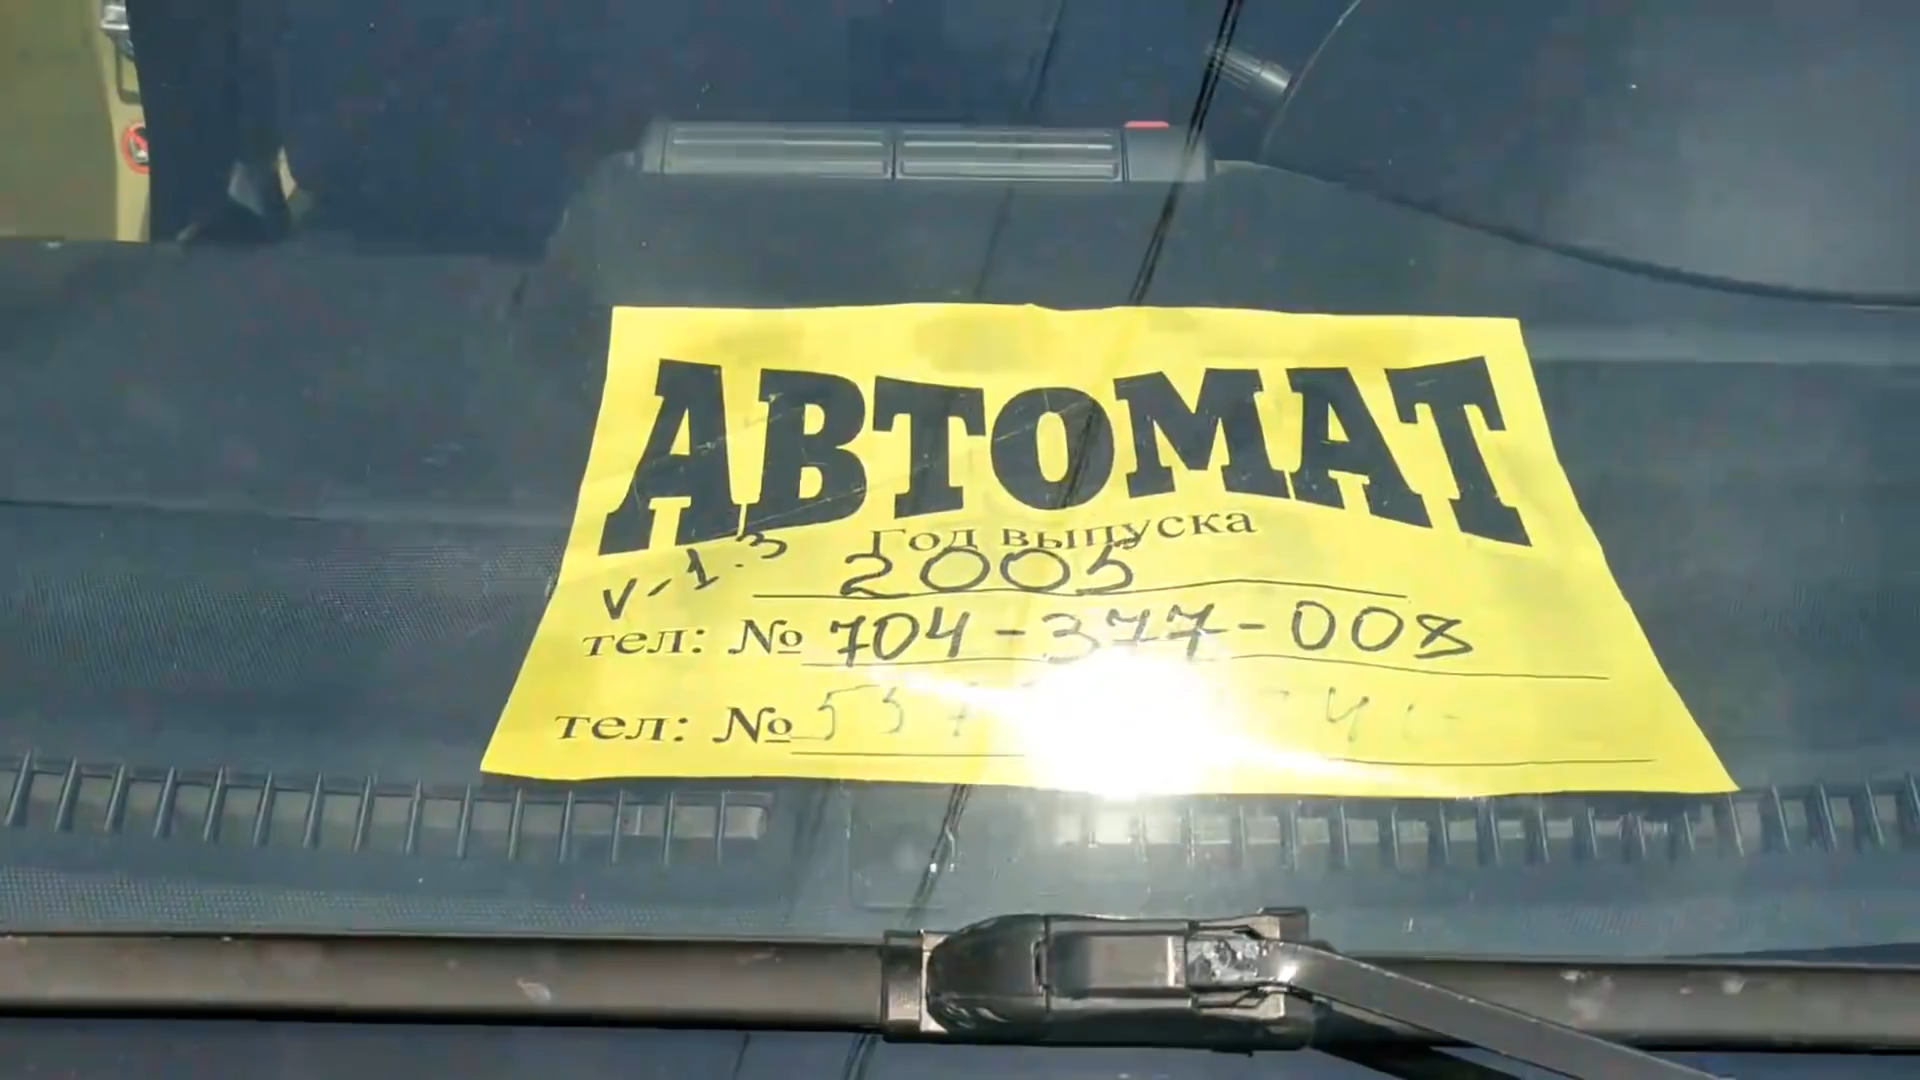 АВТОМАТ
Год выпуска
V-1.3 2005
тел: № 704-377-008
тел: №